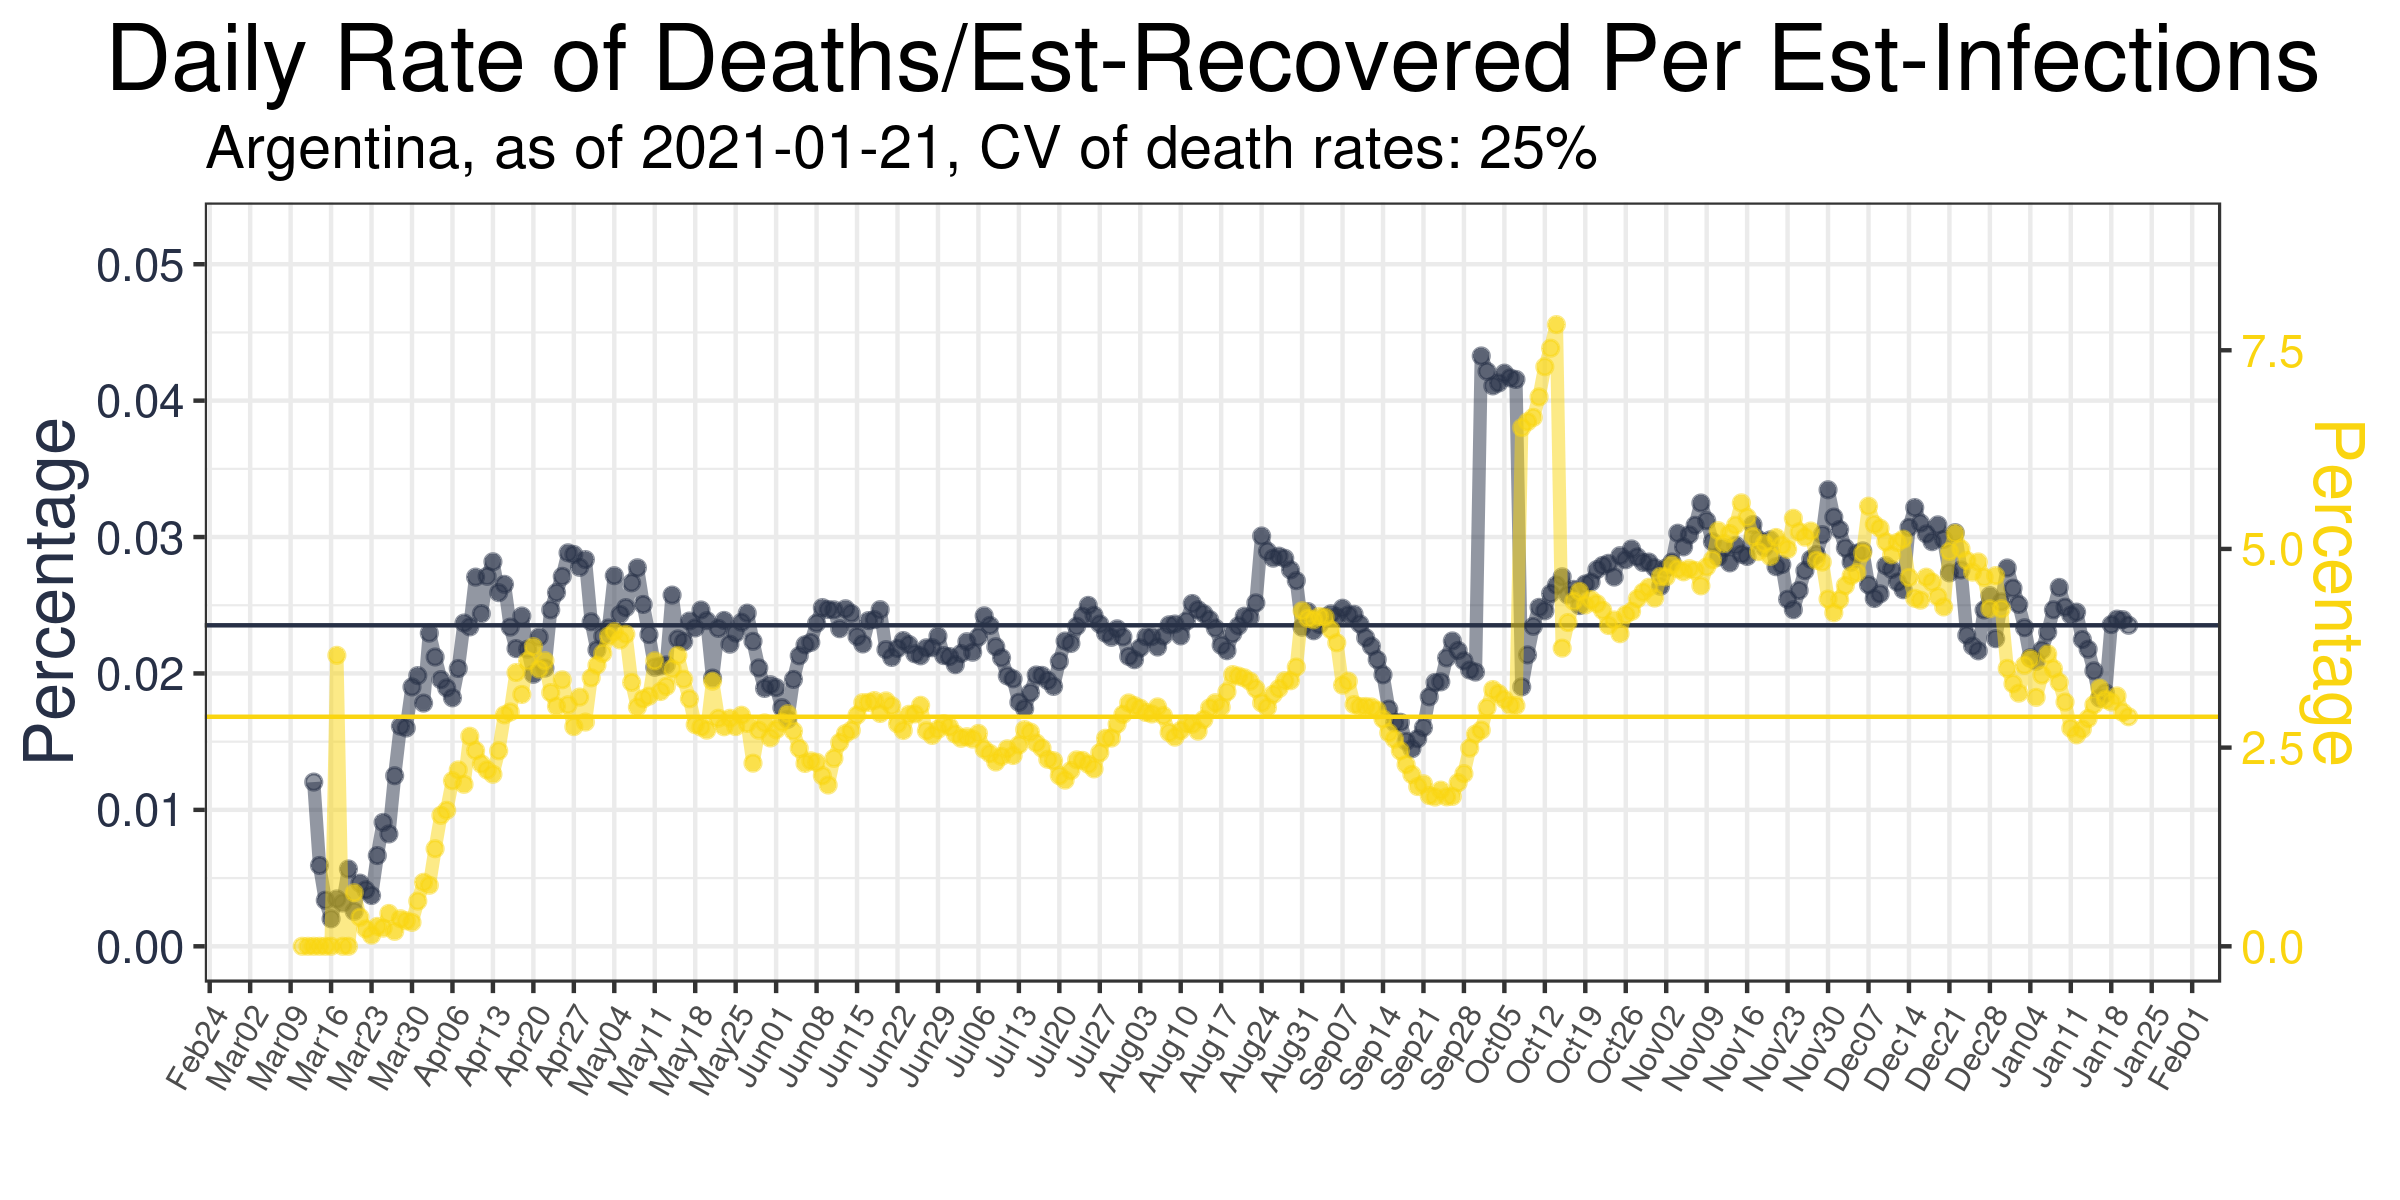 Daily Rate of Deaths/Est-Recovered Per Est-Infections
Argentina, as of 2021-01-21, CV of death rates: 25%
Percentage
0.05
0.04
0.03
0.02
0.01
0.00
7.5
5.0
2.5
0.0
Percentage
Feb24
Mar02
Mar09
Mar16
Mar23
Mar30
Apr06
Apr13
Apr20
Apr27
May04
May11
May18
May25
Jun01
Jun08
Jun15
Jun22
Jun29
Jul06
Jul13
Jul20
Jul27
Aug03
Aug10
Aug17
Aug24
Aug31
Sep07
Sep14
Sep21
Sep28
Oct05
Oct12
Oct19
Oct26
Nov02
Nov09
Nov16
Nov23
Nov30
Dec07
Dec14
Dec21
Dec28
Jan04
Jan11
Jan18
Jan25
Feb01